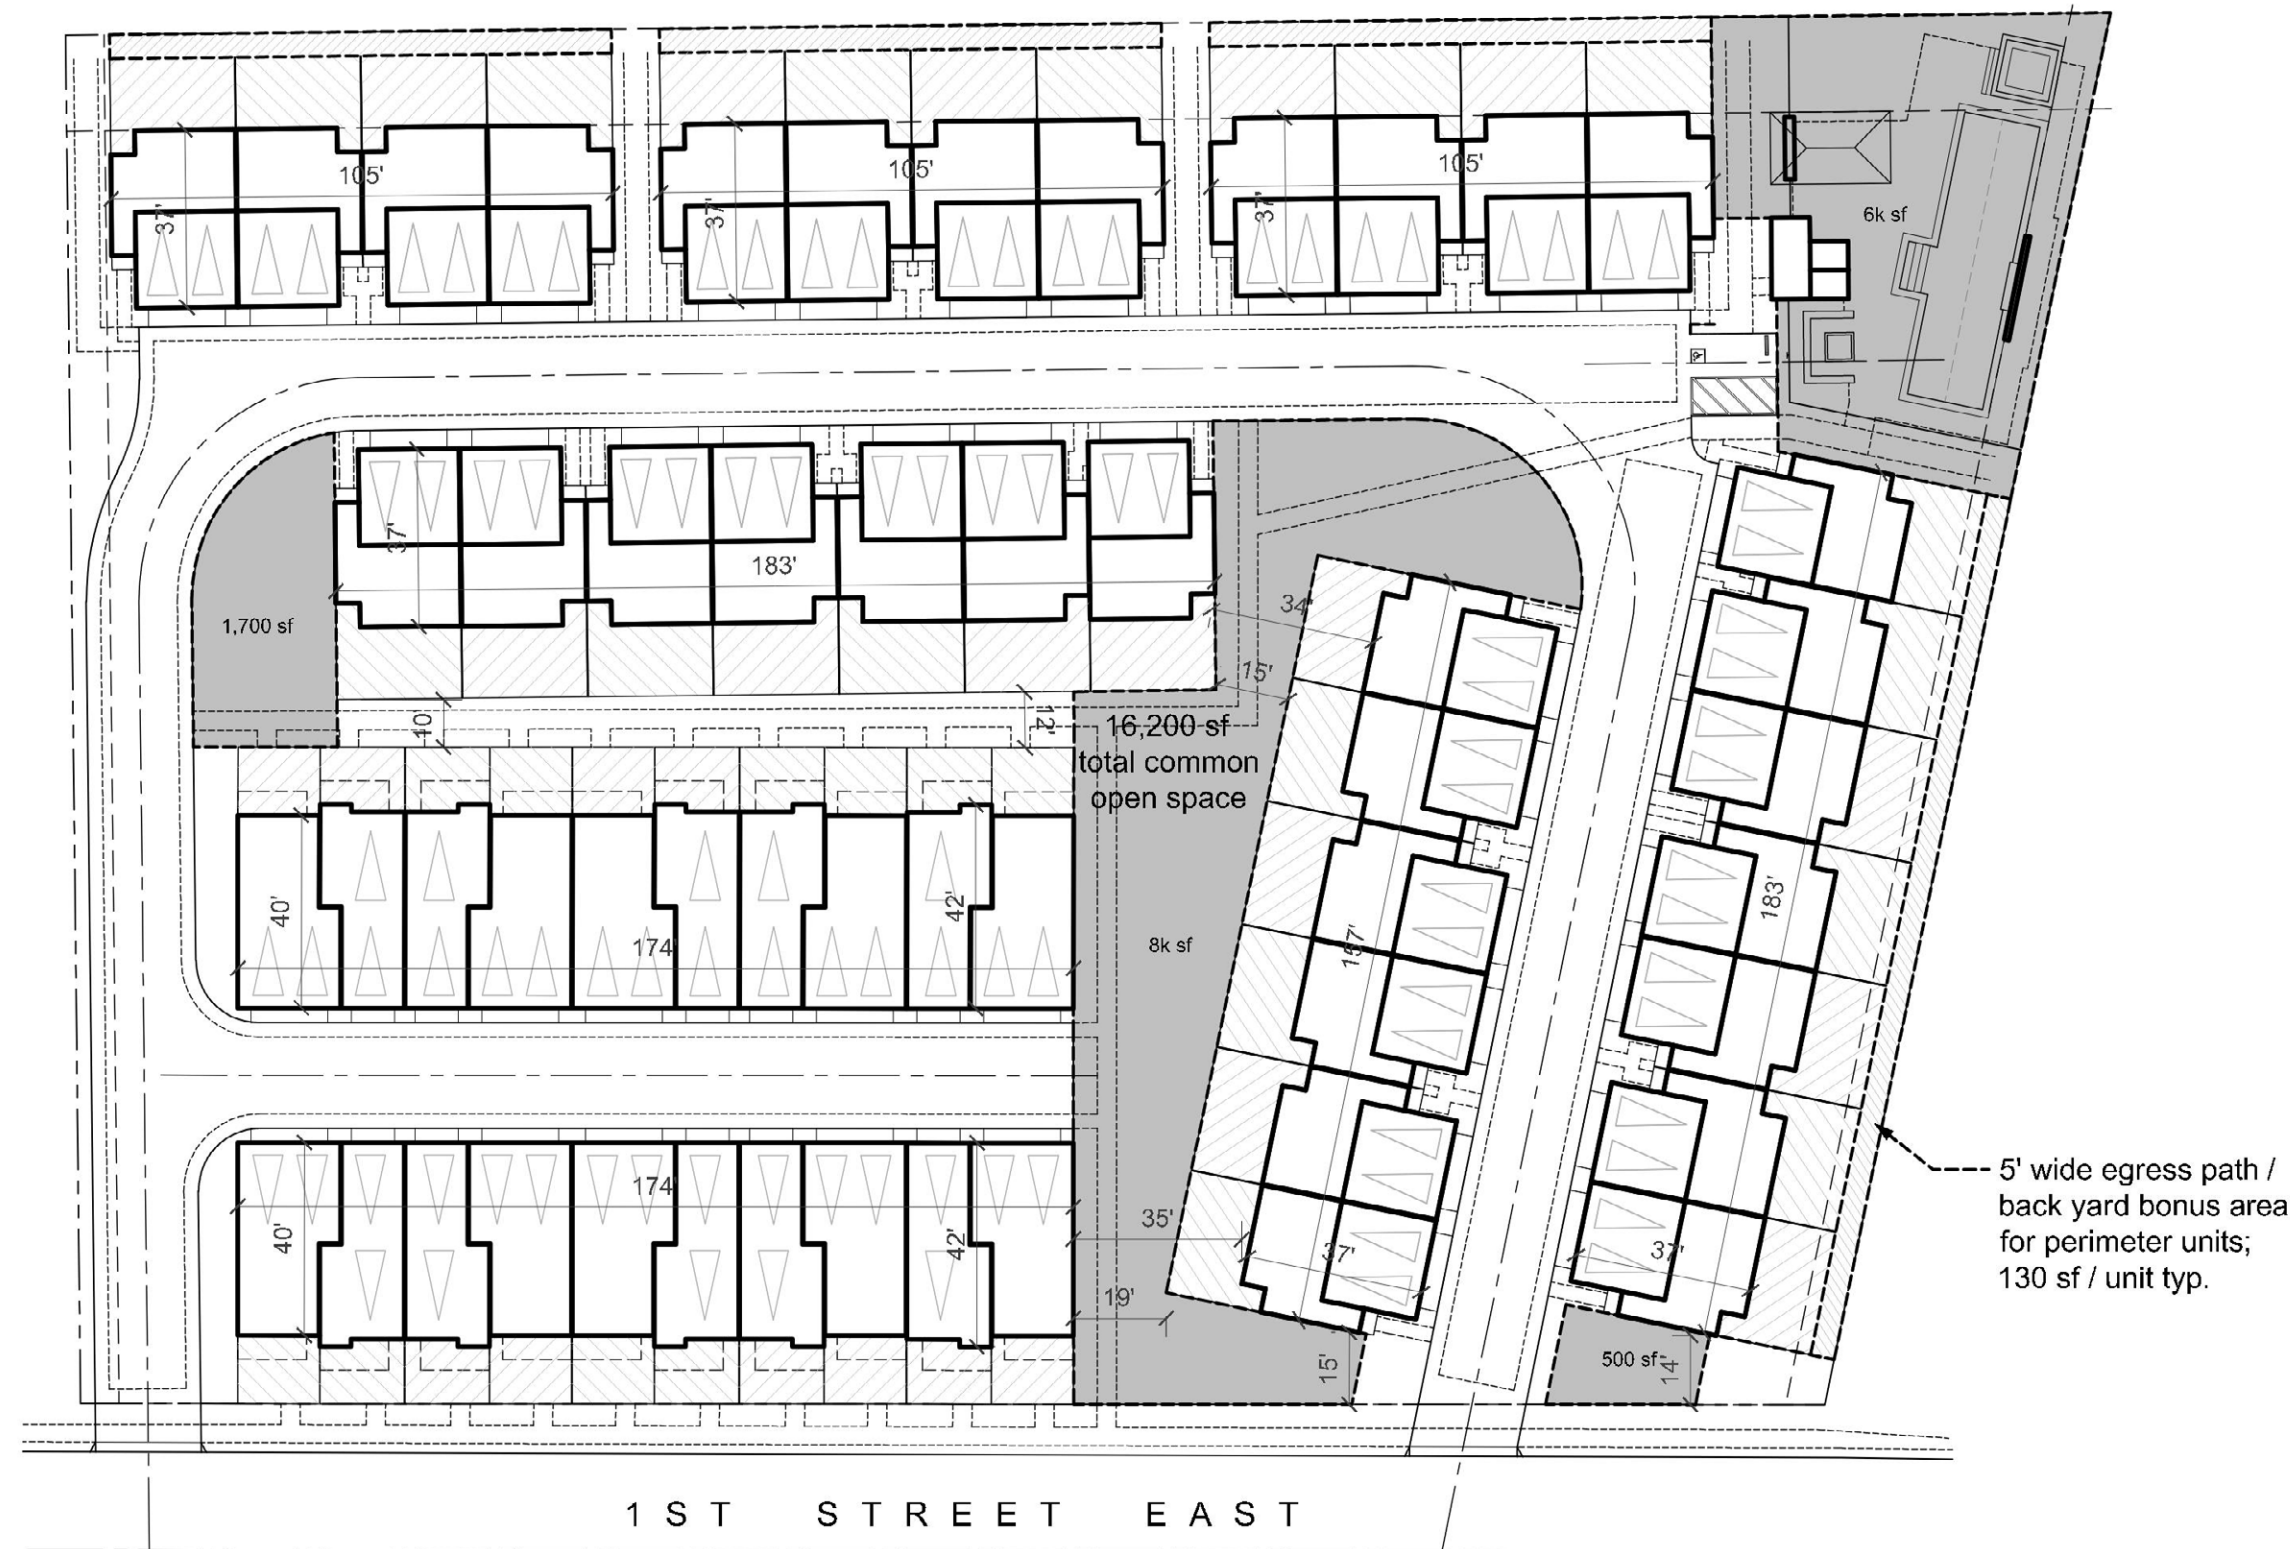 105'
105'
105'
37'
37'
37'
6k sf
37'
183'
1,700 sf
34'
15'
10'
12'
16,200 sf
total common
open space
40'
42'
174'
8k sf
157'
183'
174'
40'
42'
35'
37'
37'
19'
15'
500 sf
14'
5' wide egress path /
back yard bonus area
for perimeter units;
130 sf / unit typ.
1ST STREET EAST